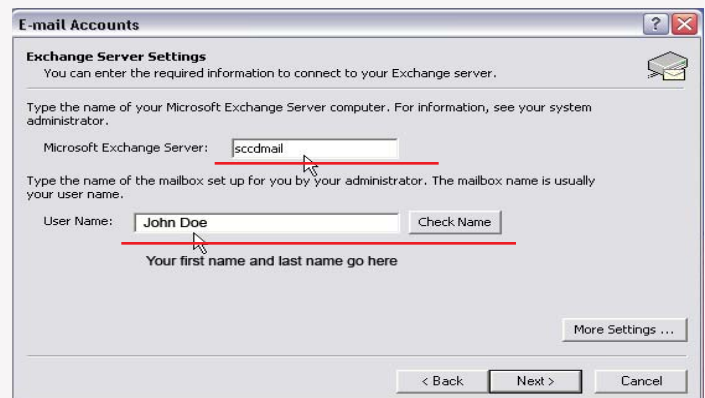 E-mail Accounts
?
Exchange Server Settings
You can enter the required information to connect to your Exchange server.
Type the name of your Microsoft Exchange Server computer. For information, see your system
administrator.
Microsoft Exchange Server: sccdmail
Type the name of the mailbox set up for you by your administrator. The mailbox name is usually
your user name.
User Name: John Doe Check Name
Your first name and last name go here
More Settings ...
< Back Next > Cancel